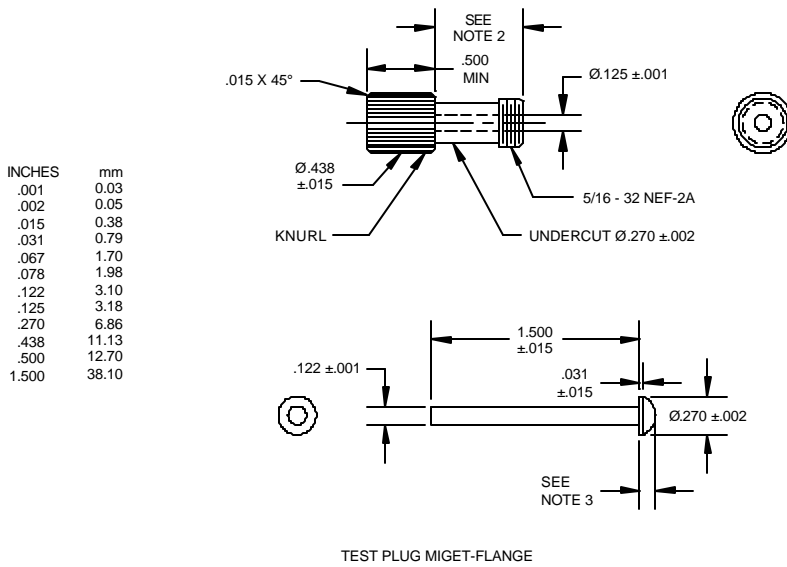 SEE
NOTE 2
.500
MIN
.015 X 45°
Ø.125 ±.001
Ø.438
±.015
5/16 - 32 NEF-2A
KNURL
UNDERCUT Ø.270 ±.002
INCHES mm
.001 0.03
.002 0.05
.015 0.38
.031 0.79
.067 1.70
.078 1.98
.122 3.10
.125 3.18
.270 6.86
.438 11.13
.500 12.70
1.500 38.10
1.500
±.015
.122 ±.001
.031
±.015
Ø.270 ±.002
SEE
NOTE 3
TEST PLUG MIGET-FLANGE